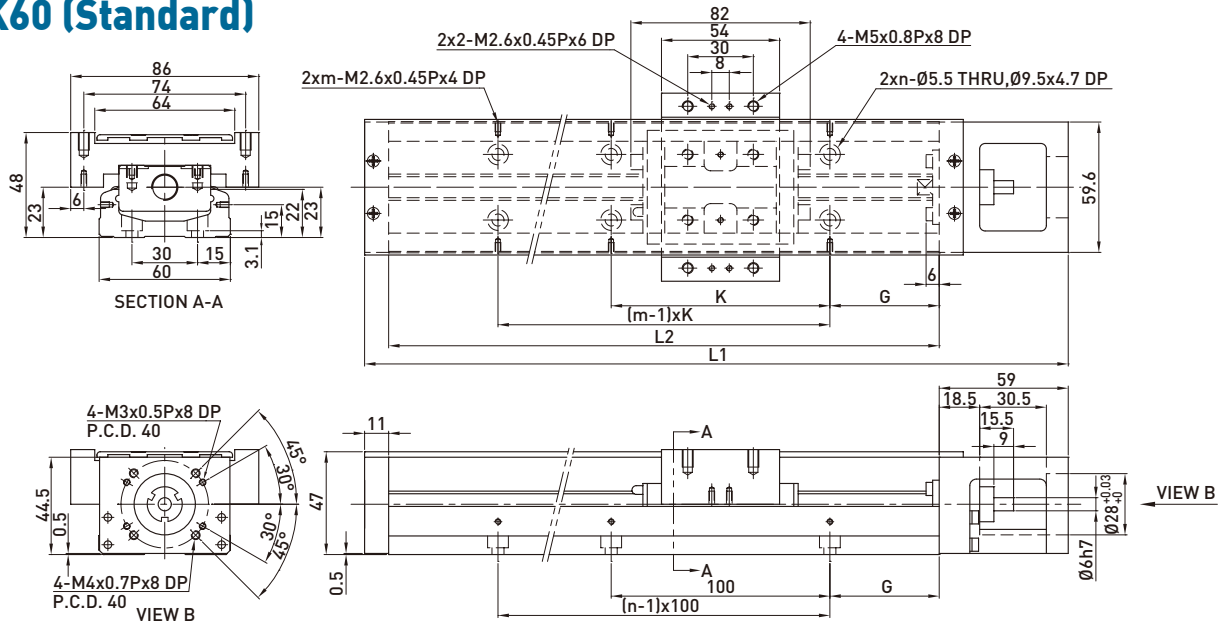 K60 (Standard)
82
54
30
8
2x2-M2.6x0.45Px6 DP
4-M5x0.8Px8 DP
2xm-M2.6x0.45Px4 DP
2xn-Ø5.5 THRU,Ø9.5x4.7 DP
86
74
64
48
23
6
15
22
23
3.1
30
15
60
SECTION A-A
59.6
6
K
G
(m-1)xK
L2
L1
4-M3x0.5Px8 DP
P.C.D. 40
45°
30°
30°
45°
44.5
0.5
4-M4x0.7Px8 DP
P.C.D. 40
VIEW B
11
47
0.5
A
A
59
18.5
30.5
15.5
9
VIEW B
Ø28+0.03 +0
Ø6h7
100
G
(n-1)x100